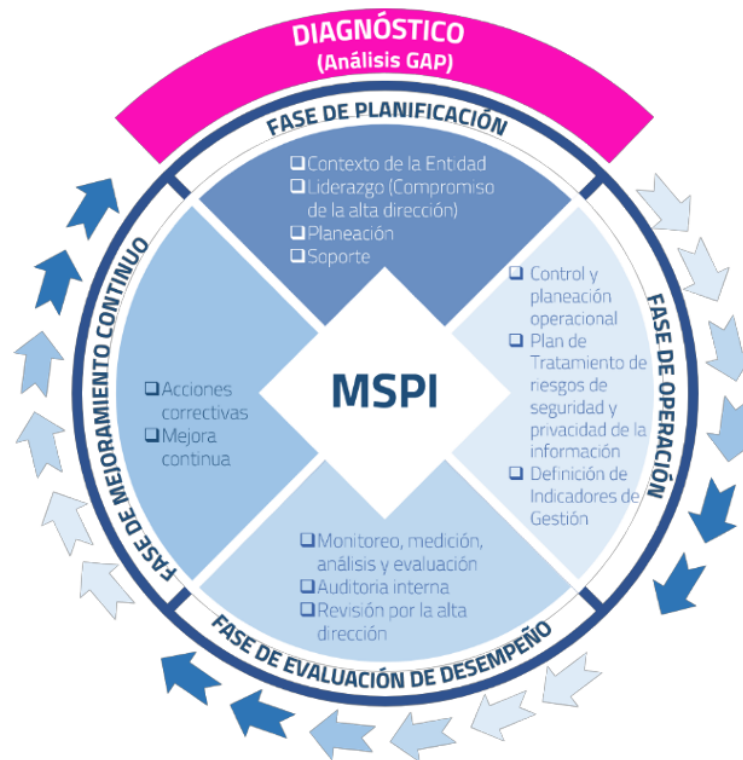 DIAGNÓSTICO
(Análisis GAP)
FASE DE PLANIFICACIÓN
❑Contexto de la Entidad
❑Liderazgo (Compromiso
de la alta dirección)
❑Planeación
❑Soporte
FASE DE OPERACIÓN
❑ Control y
planeación
operacional
❑ Plan de
Tratamiento de
riesgos de
seguridad y
privacidad de la
información
❑ Definición de
Indicadores de
Gestión
MSPI
FASE DE EVALUACIÓN DE DESEMPEÑO
❑Monitoreo, medición,
análisis y evaluación
❑Auditoria interna
❑Revisión por la alta
dirección
FASE DE MEJORAMIENTO CONTINUO
❑Acciones
correctivas
❑Mejora
continua